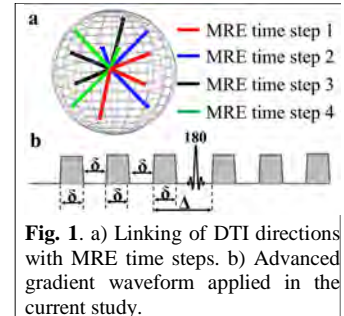 a
MRE time step 1
MRE time step 2
MRE time step 3
MRE time step 4
b
180
δ
δ
δ
δ
δ
Δ
Fig. 1. a) Linking of DTI directions
with MRE time steps. b) Advanced
gradient waveform applied in the
current study.